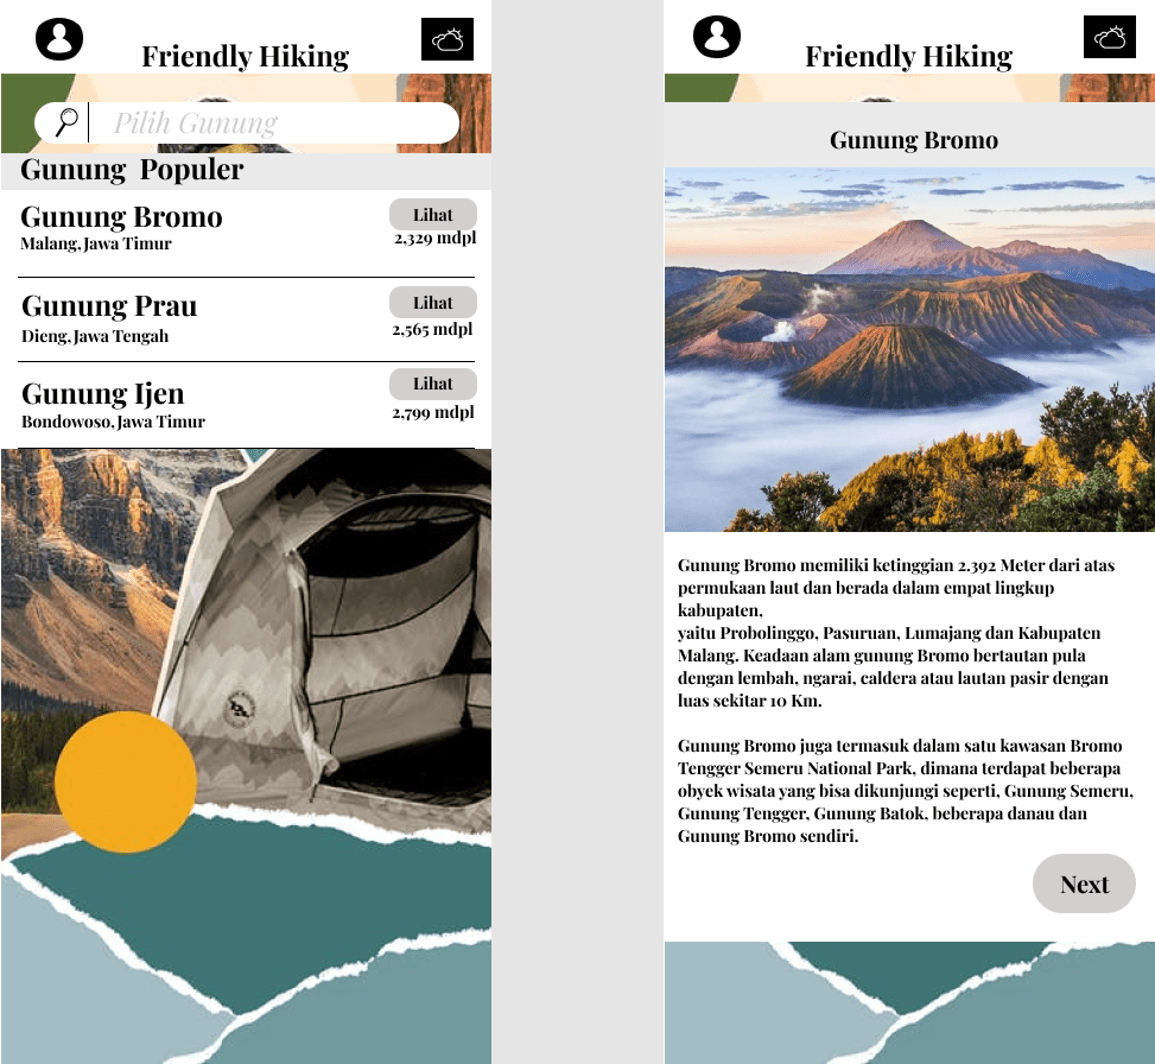 Friendly Hiking
Pilih Gunung
Gunung Populer
Gunung Bromo
Lihat
Malang, Jawa Timur
2,329 mdpl
Gunung Prau
Lihat
Dieng, Jawa Tengah
2,565 mdpl
Gunung Ijen
Lihat
Bondowoso, Jawa Timur
2,799 mdpl
Friendly Hiking
Gunung Bromo
Gunung Bromo memiliki ketinggian 2.392 Meter dari atas
permukaan laut dan berada dalam empat lingkup
kabupaten,
yaitu Probolinggo, Pasuruan, Lumajang dan Kabupaten
Malang. Keadaan alam gunung Bromo bertautan pula
dengan lembah, ngarai, caldera atau lautan pasir dengan
luas sekitar 10 Km.
Gunung Bromo juga termasuk dalam satu kawasan Bromo
Tengger Semeru National Park, dimana terdapat beberapa
obyek wisata yang bisa dikunjungi seperti, Gunung Semeru,
Gunung Tengger, Gunung Batok, beberapa danau dan
Gunung Bromo sendiri.
Next